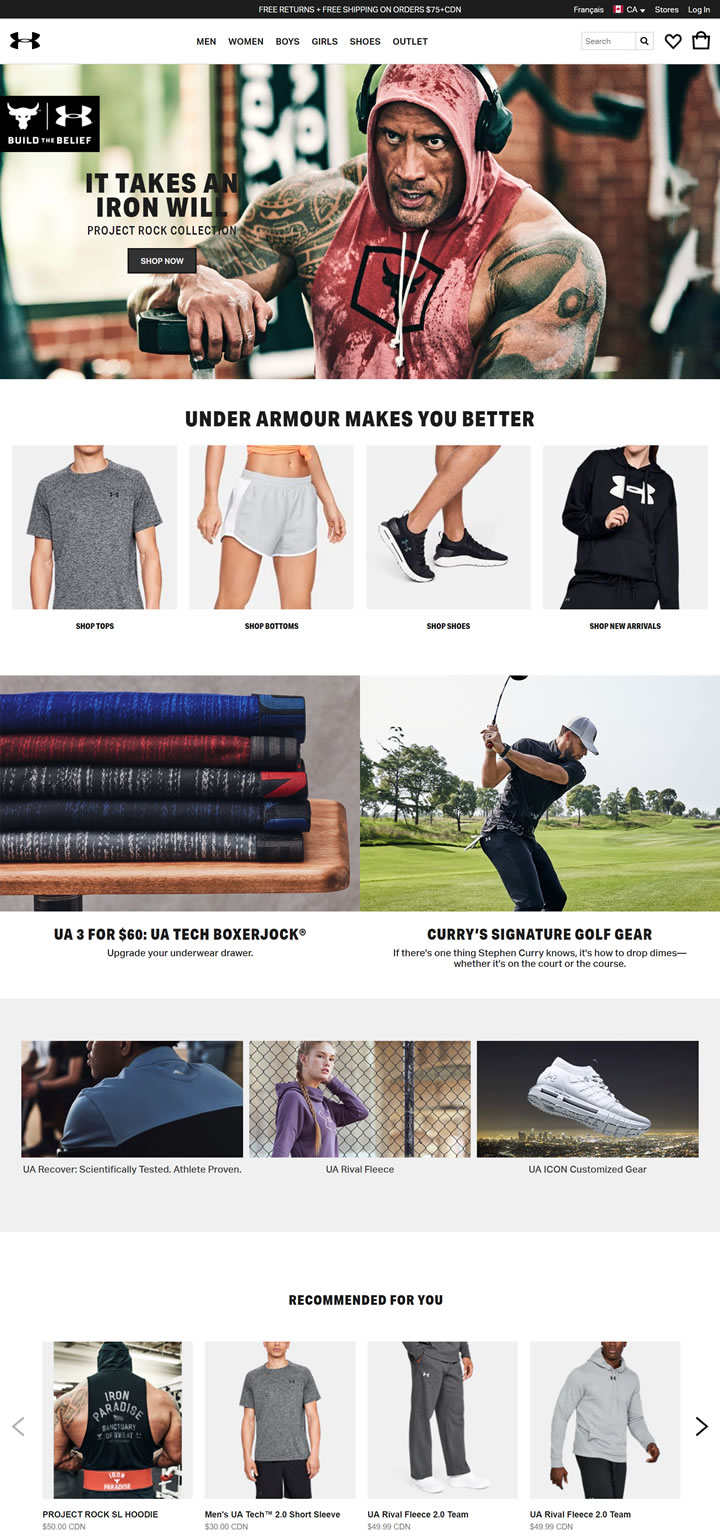 FREE RETURNS + FREE SHIPPING ON ORDERS $75+CDN
Français CA Stores Log In
MEN WOMEN BOYS GIRLS SHOES OUTLET
Search
BUILD THE BELIEF
IT TAKES AN
IRON WILL
PROJECT ROCK COLLECTION
SHOP NOW
UNDER ARMOUR MAKES YOU BETTER
SHOP TOPS SHOP BOTTOMS SHOP SHOES SHOP NEW ARRIVALS
UA 3 FOR $60: UA TECH BOXERJOCK®
Upgrade your underwear drawer.
CURRY'S SIGNATURE GOLF GEAR
If there's one thing Stephen Curry knows, it's how to drop dimes—
whether it's on the court or the course.
UA Recover: Scientifically Tested. Athlete Proven.
UA Rival Fleece
UA ICON Customized Gear
RECOMMENDED FOR YOU
IRON
PARADISE
SANCTUARY
OF SWEAT
IRON
PARADISE
PROJECT ROCK SL HOODIE
$50.00 CDN
Men's UA Tech™ 2.0 Short Sleeve
$30.00 CDN
UA Rival Fleece 2.0 Team
$49.99 CDN
UA Rival Fleece 2.0 Team
$49.99 CDN